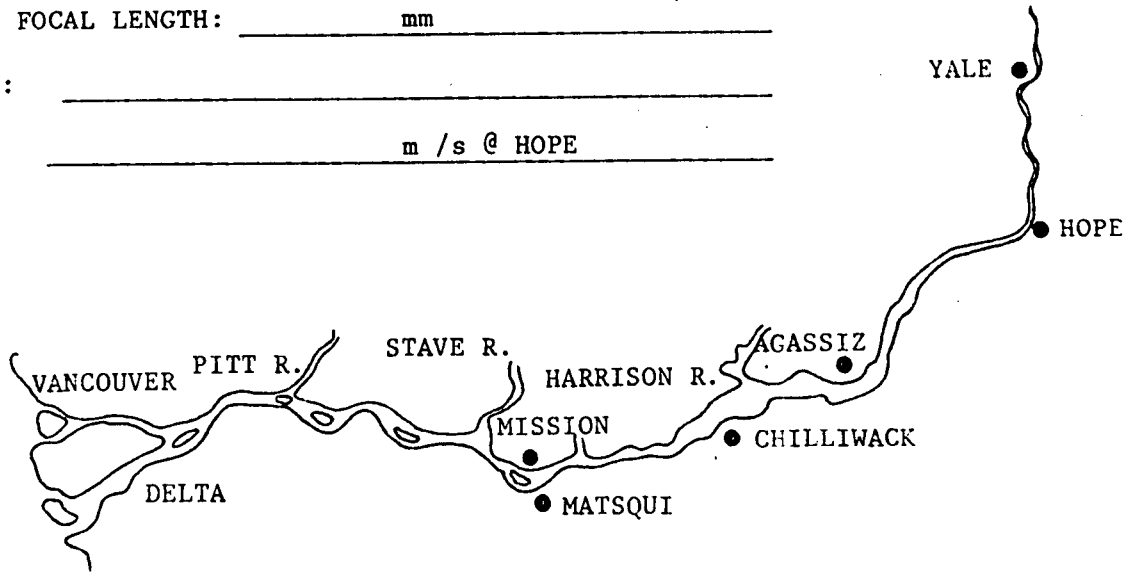 FOCAL LENGTH: mm
:
m /s @ HOPE
YALE
HOPE
AGASSIZ
STAVE R.
PITT R.
HARRISON R.
VANCOUVER
MISSION
CHILLIWACK
DELTA
MATSQUI